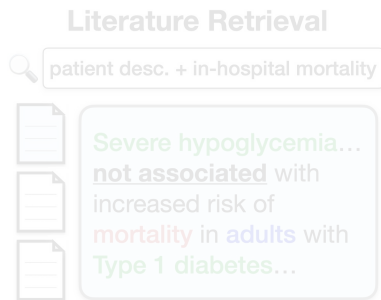 Literature Retrieval
patient desc. + in-hospital mortality
Severe hypoglycemia...
not associated with
increased risk of
mortality in adults with
Type 1 diabetes...